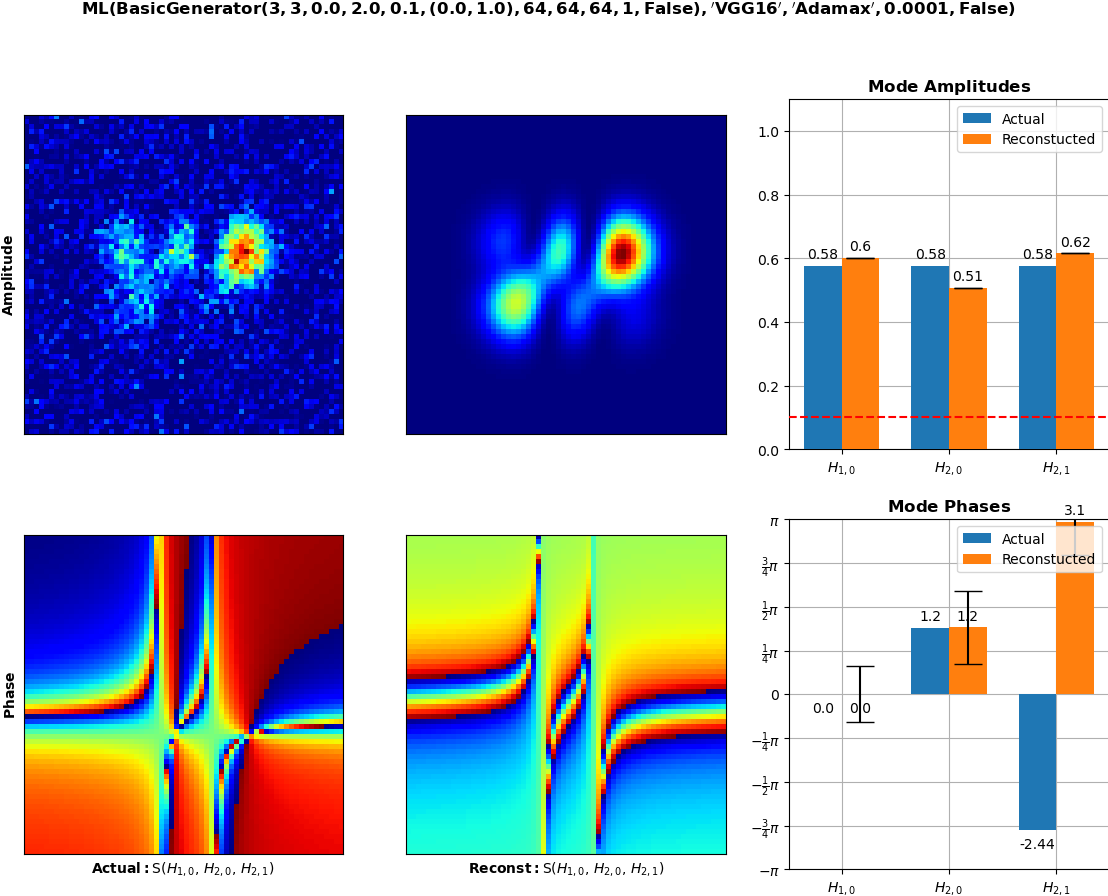 ML(BasicGenerator(3, 3, 0.0, 2.0, 0.1, (0.0, 1.0), 64, 64, 64, 1, False), ′VGG16′, ′Adamax′, 0.0001, False)
Amplitude
Mode Amplitudes
Actual
Reconstucted
1.0
0.8
0.6
0.4
0.2
0.0
0.58
0.6
0.58
0.51
0.58
0.62
H1,0
H2,0
H2,1
Phase
Actual: S(H1,0, H2,0, H2,1)
Reconst: S(H1,0, H2,0, H2,1)
Mode Phases
Actual
Reconstucted
π
3/4π
1/2π
1/4π
0
−1/4π
−1/2π
−3/4π
−π
0.0
0.0
1.2
1.2
-2.44
3.1
H1,0
H2,0
H2,1